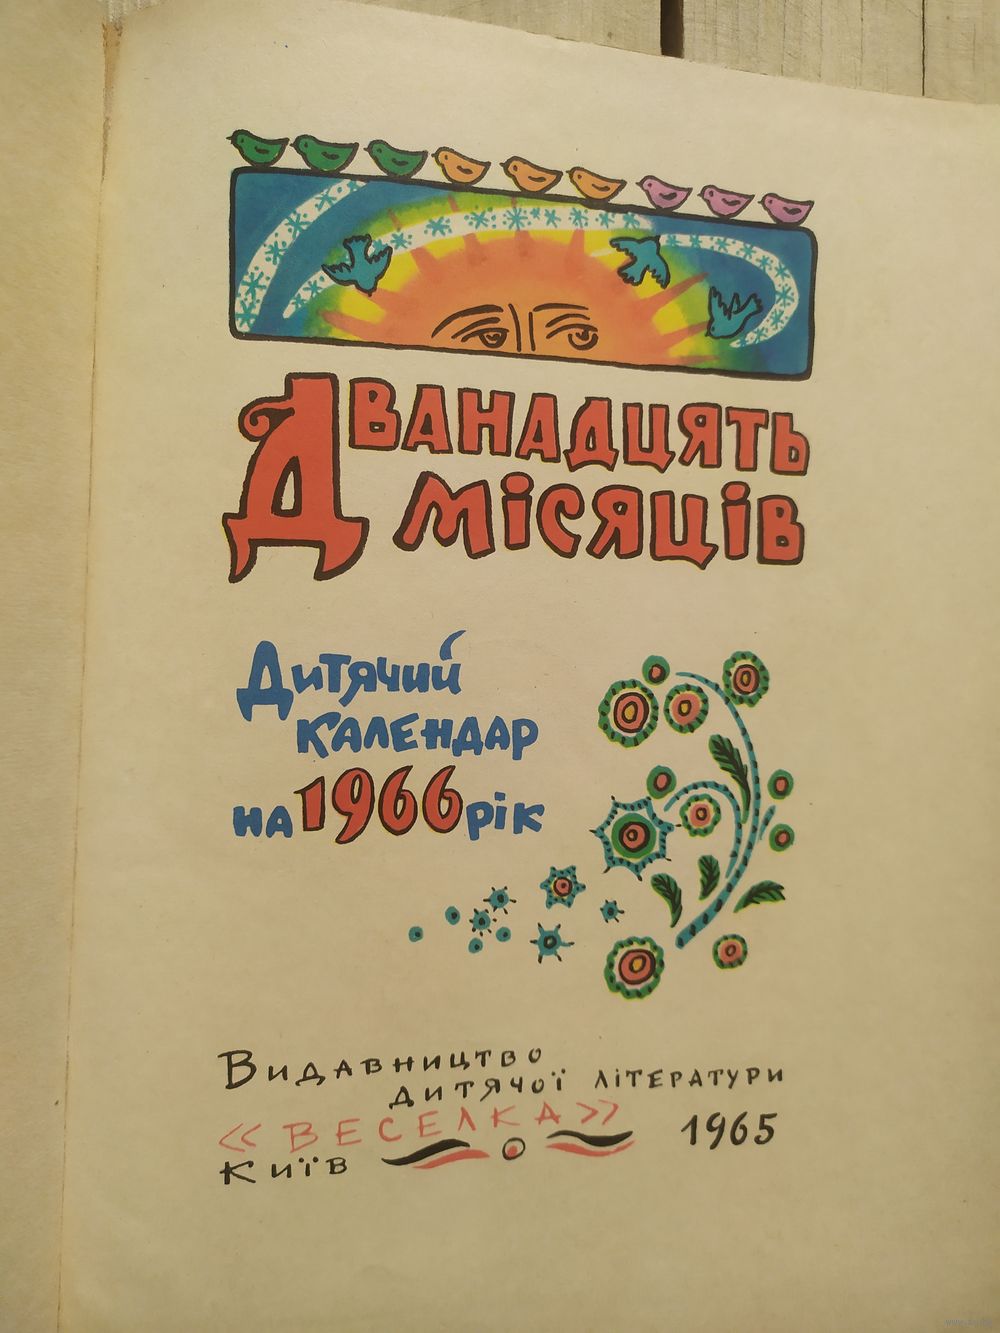 Дванадцять
місяців
Дитячий
календар
на 1966 рік
Видавництво
дитячої літератури
«ВЕСЕЛКА» 1965
Київ